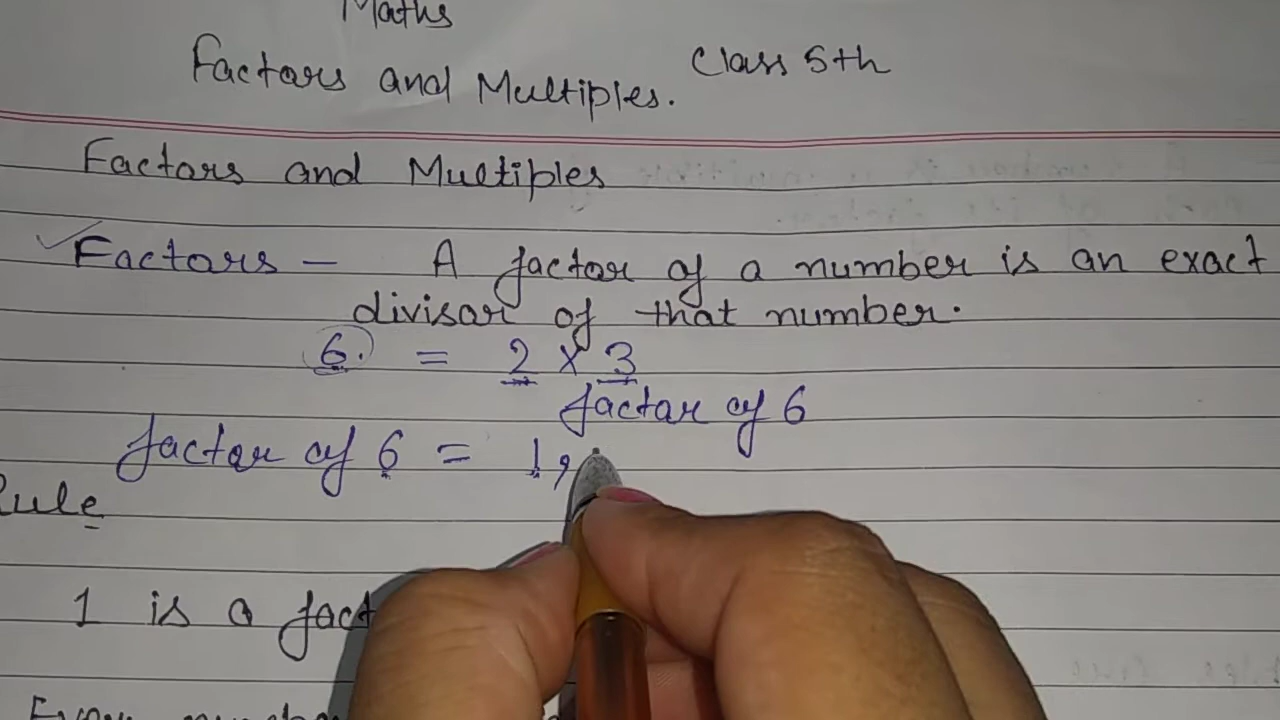 Maths
Factors and Multiples. Class 5th
Factors and Multiples
Factors - A factor of a number is an exact
divisor of that number.
6. = 2 x 3
factor of 6
factor of 6 = 1,
Rule
1 is a fact